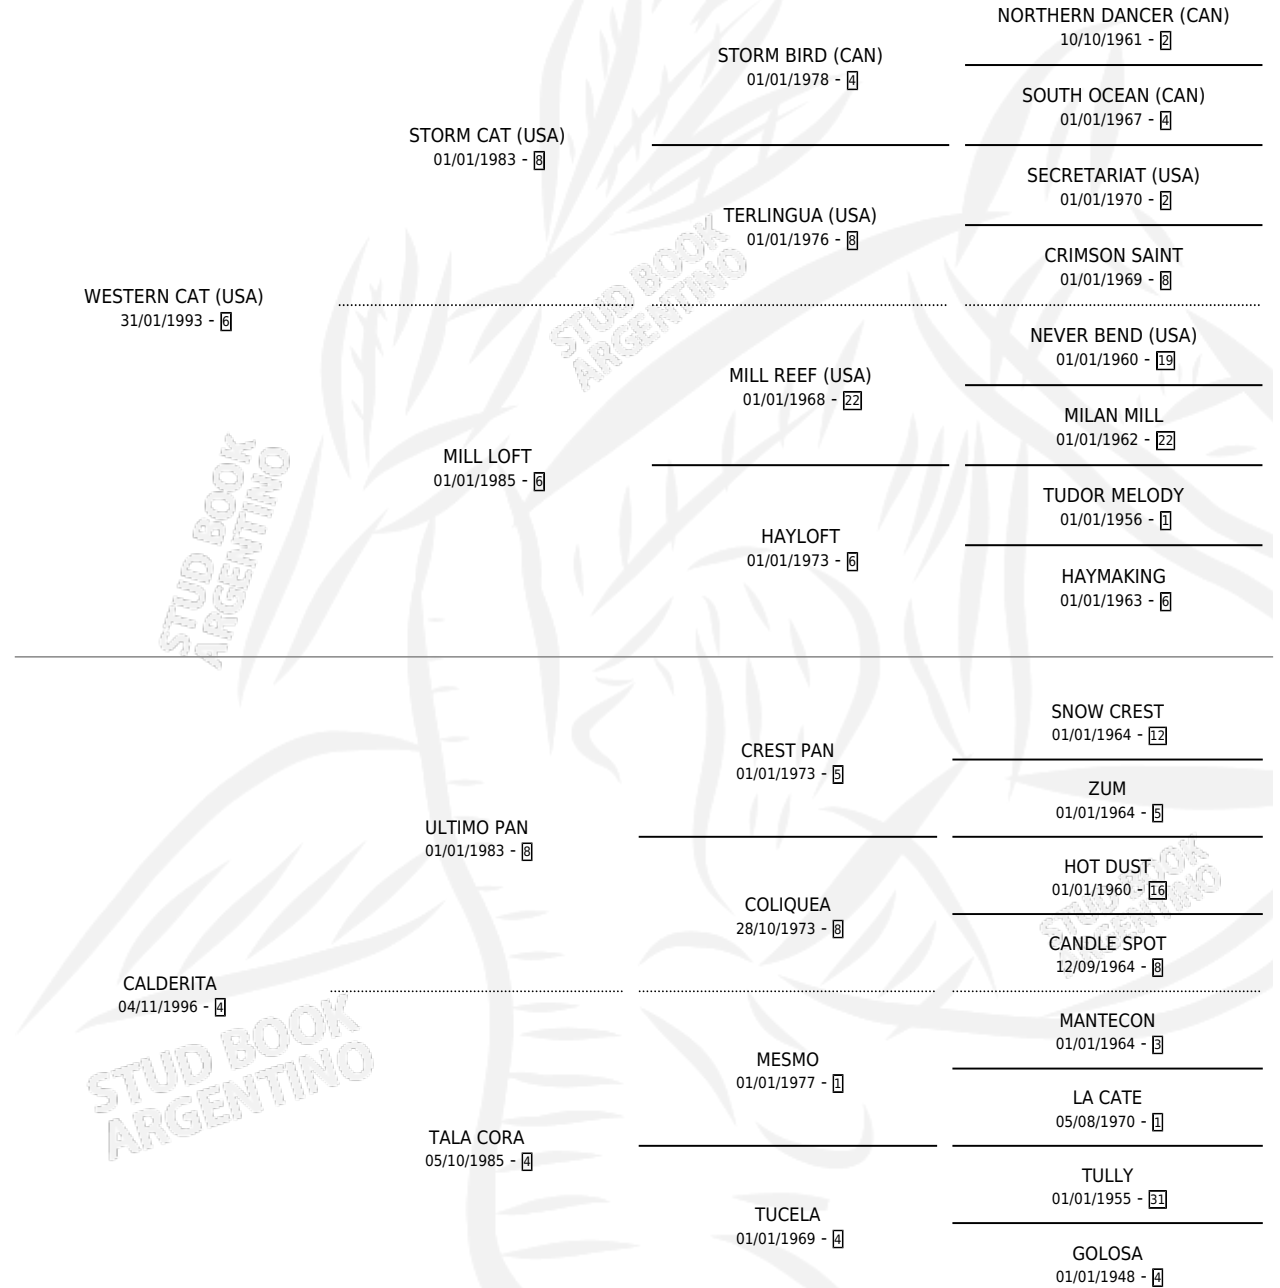 NORTHERN DANCER (CAN)
10/10/1961 - 2
STORM BIRD (CAN)
01/01/1978 - 4
SOUTH OCEAN (CAN)
01/01/1967 - 4
STORM CAT (USA)
01/01/1983 - 8
SECRETARIAT (USA)
01/01/1970 - 2
TERLINGUA (USA)
01/01/1976 - 8
CRIMSON SAINT
01/01/1969 - 8
WESTERN CAT (USA)
31/01/1993 - 6
NEVER BEND (USA)
01/01/1960 - 19
MILL REEF (USA)
01/01/1968 - 22
MILAN MILL
01/01/1962 - 22
MILL LOFT
01/01/1985 - 6
TUDOR MELODY
01/01/1956 - 1
HAYLOFT
01/01/1973 - 6
HAYMAKING
01/01/1963 - 6
SNOW CREST
01/01/1964 - 12
CREST PAN
01/01/1973 - 5
ZUM
01/01/1964 - 5
ULTIMO PAN
01/01/1983 - 8
HOT DUST
01/01/1960 - 16
COLIQUEA
28/10/1973 - 8
CANDLE SPOT
12/09/1964 - 8
CALDERITA
04/11/1996 - 4
MANTECON
01/01/1964 - 3
MESMO
01/01/1977 - 1
LA CATE
05/08/1970 - 1
TALA CORA
05/10/1985 - 4
TULLY
01/01/1955 - 31
TUCELA
01/01/1969 - 4
GOLOSA
01/01/1948 - 4
STUD BOOK
ARGENTINO
STUD BOOK
ARGENTINO
STUD BOOK
ARGENTINO
STUD BOOK
ARGENTINO